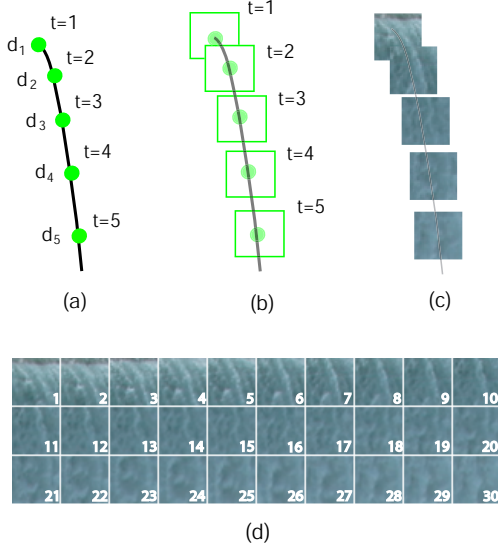 t=1
d1
t=2
d2
t=3
d3
t=4
d4
t=5
d5
(a)
t=1
t=2
t=3
t=4
t=5
(b)
(c)
1 2 3 4 5 6 7 8 9 10
11 12 13 14 15 16 17 18 19 20
21 22 23 24 25 26 27 28 29 30
(d)